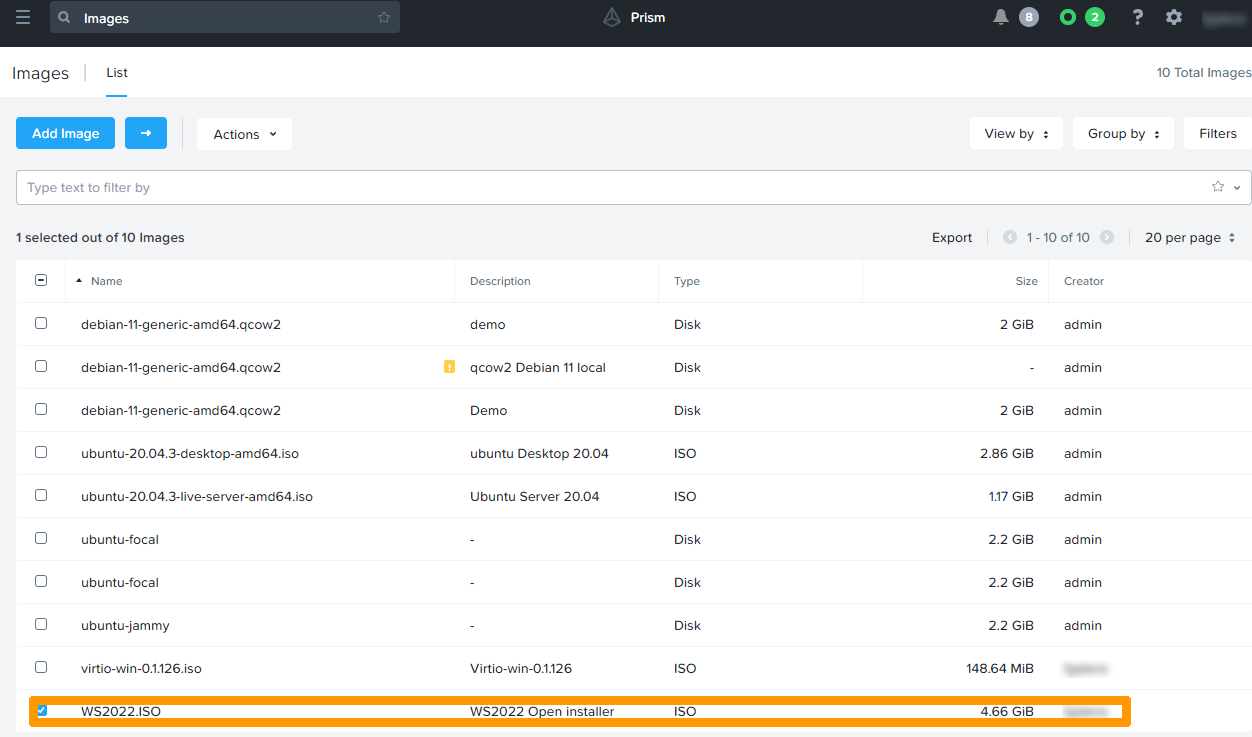 Images
Prism
8
2
?
Images
List
10 Total Images
Add Image
Actions
View by
Group by
Filters
Type text to filter by
1 selected out of 10 Images
Export
1 - 10 of 10
20 per page
Name Description Type Size Creator
debian-11-generic-amd64.qcow2 demo Disk 2 GiB admin
debian-11-generic-amd64.qcow2 ! qcow2 Debian 11 local Disk - admin
debian-11-generic-amd64.qcow2 Demo Disk 2 GiB admin
ubuntu-20.04.3-desktop-amd64.iso ubuntu Desktop 20.04 ISO 2.86 GiB admin
ubuntu-20.04.3-live-server-amd64.iso Ubuntu Server 20.04 ISO 1.17 GiB admin
ubuntu-focal - Disk 2.2 GiB admin
ubuntu-focal - Disk 2.2 GiB admin
ubuntu-jammy - Disk 2.2 GiB admin
virtio-win-0.1.126.iso Virtio-win-0.1.126 ISO 148.64 MiB
WS2022.ISO WS2022 Open installer ISO 4.66 GiB